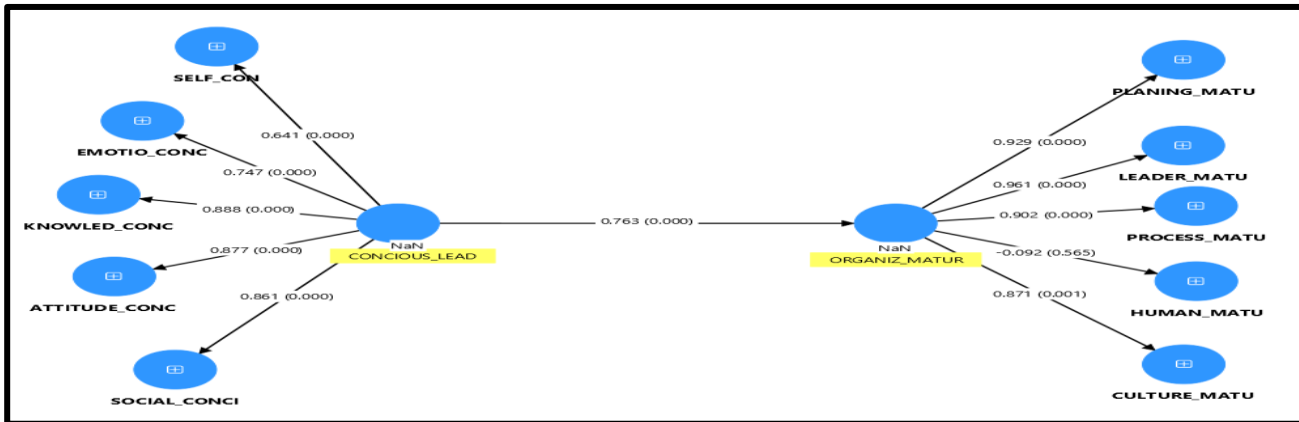 SELF_CON
0.641 (0.000)
EMOTIO_CONC
0.747 (0.000)
KNOWLED_CONC
0.888 (0.000)
ATTITUDE_CONC
0.877 (0.000)
SOCIAL_CONCI
0.861 (0.000)
NaN
CONCIOUS_LEAD
0.763 (0.000)
NaN
ORGANIZ_MATUR
PLANING_MATU
0.929 (0.000)
LEADER_MATU
0.961 (0.000)
PROCESS_MATU
0.902 (0.000)
HUMAN_MATU
-0.092 (0.565)
CULTURE_MATU
0.871 (0.001)